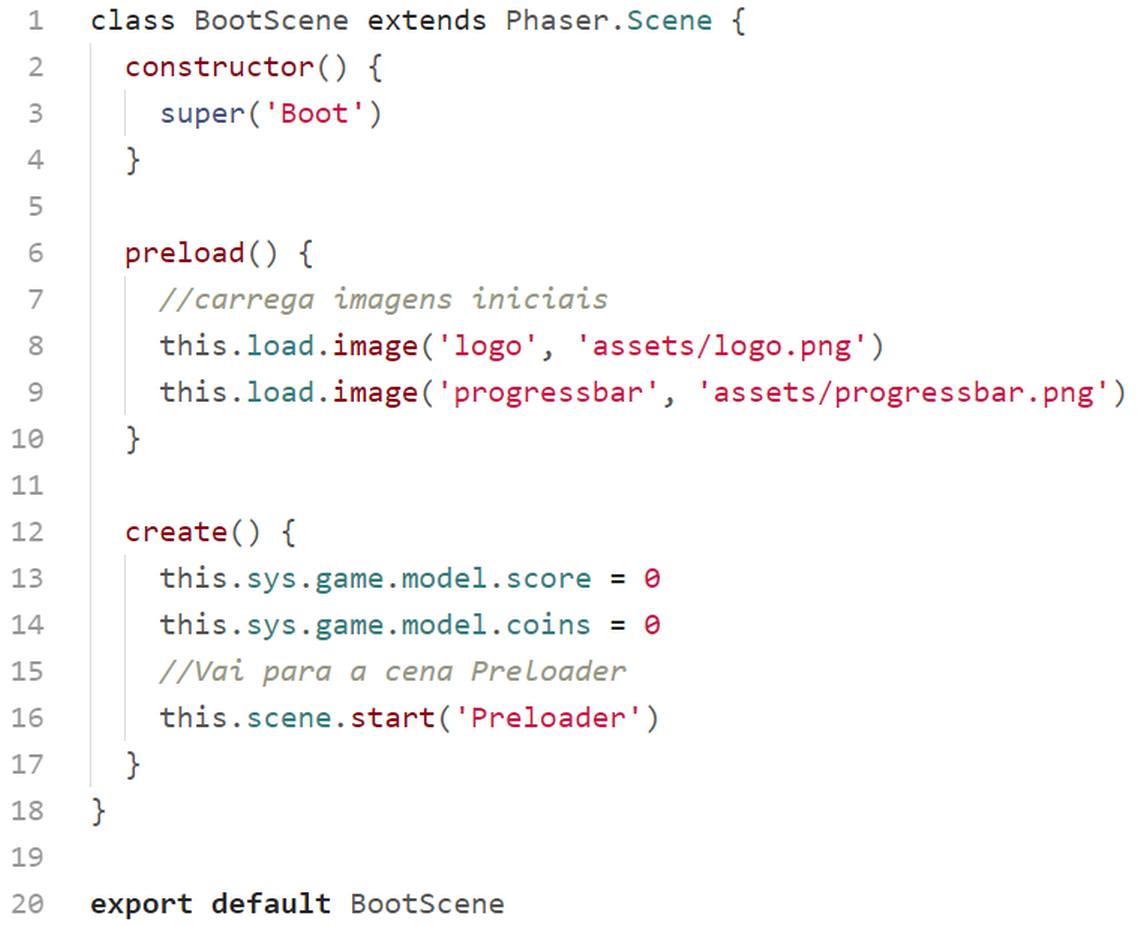 1 class BootScene extends Phaser.Scene {
2 constructor() {
3 super('Boot')
4 }
5
6 preload() {
7 //carrega imagens iniciais
8 this.load.image('logo', 'assets/logo.png')
9 this.load.image('progressbar', 'assets/progressbar.png')
10 }
11
12 create() {
13 this.sys.game.model.score = 0
14 this.sys.game.model.coins = 0
15 //Vai para a cena Preloader
16 this.scene.start('Preloader')
17 }
18 }
19
20 export default BootScene